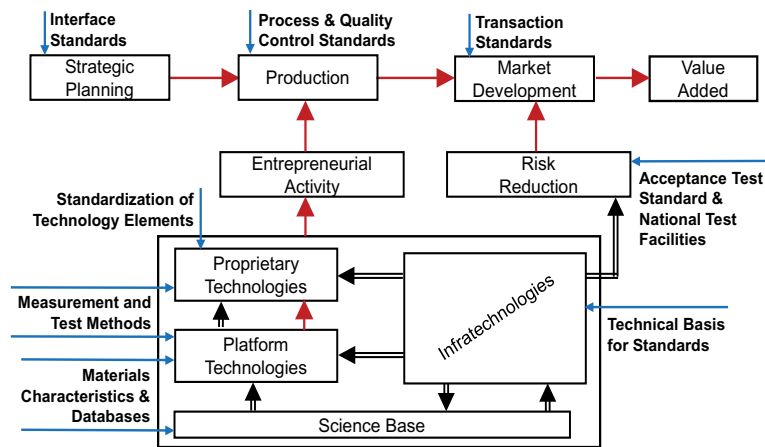 Interface
Standards
Process & Quality
Control Standards
Transaction
Standards
Strategic
Planning
Production
Market
Development
Value
Added
Entrepreneurial
Activity
Risk
Reduction
Standardization of
Technology Elements
Acceptance Test
Standard &
National Test
Facilities
Proprietary
Technologies
Infratechnologies
Measurement and
Test Methods
Platform
Technologies
Technical Basis
for Standards
Materials
Characteristics &
Databases
Science Base